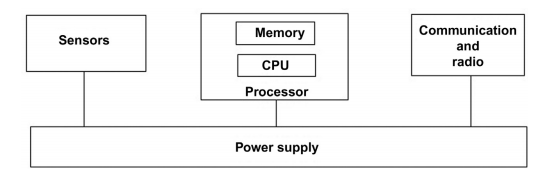 Sensors
Memory
CPU
Processor
Communication
and
radio
Power supply